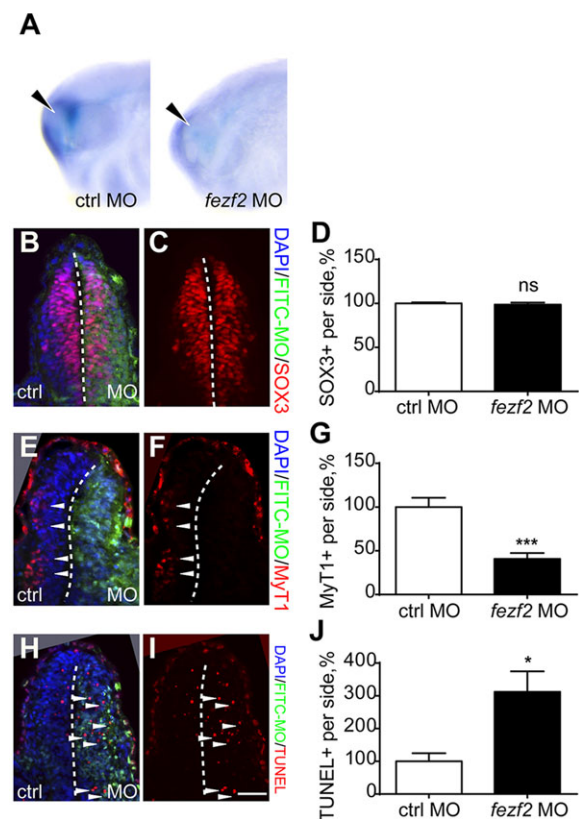 A
ctrl MO
fezf2 MO
B
ctrl
MO
C
DAPI/FITC-MO/SOX3
D
SOX3+ per side,%
150
100
50
0
ns
ctrl MO
fezf2 MO
E
ctrl
MO
F
DAPI/FITC-MO/MyT1
G
MyT1+ per side,%
150
100
50
0
***
ctrl MO
fezf2 MO
H
ctrl
MO
I
DAPI/FITC-MO/TUNEL
J
TUNEL+ per side,%
400
300
200
100
0
*
ctrl MO
fezf2 MO